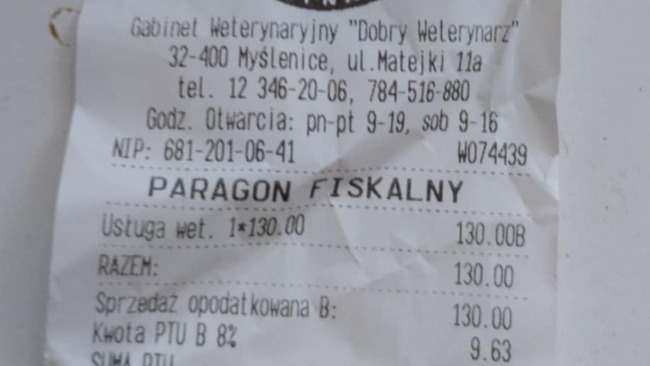 Gabinet Weterynaryjny "Dobry Weterynarz"
32-400 Myślenice, ul.Matejki 11a
tel. 12 346-20-06, 784-516-880
Godz. Otwarcia: pn-pt 9-19, sob 9-16
NIP: 681-201-06-41 W074439
PARAGON FISKALNY
Usługa wet. 1*130.00 130.00B
RAZEM: 130.00
Sprzedaż opodatkowana B: 130.00
Kwota PTU B 8% 9.63
SUMA PTU